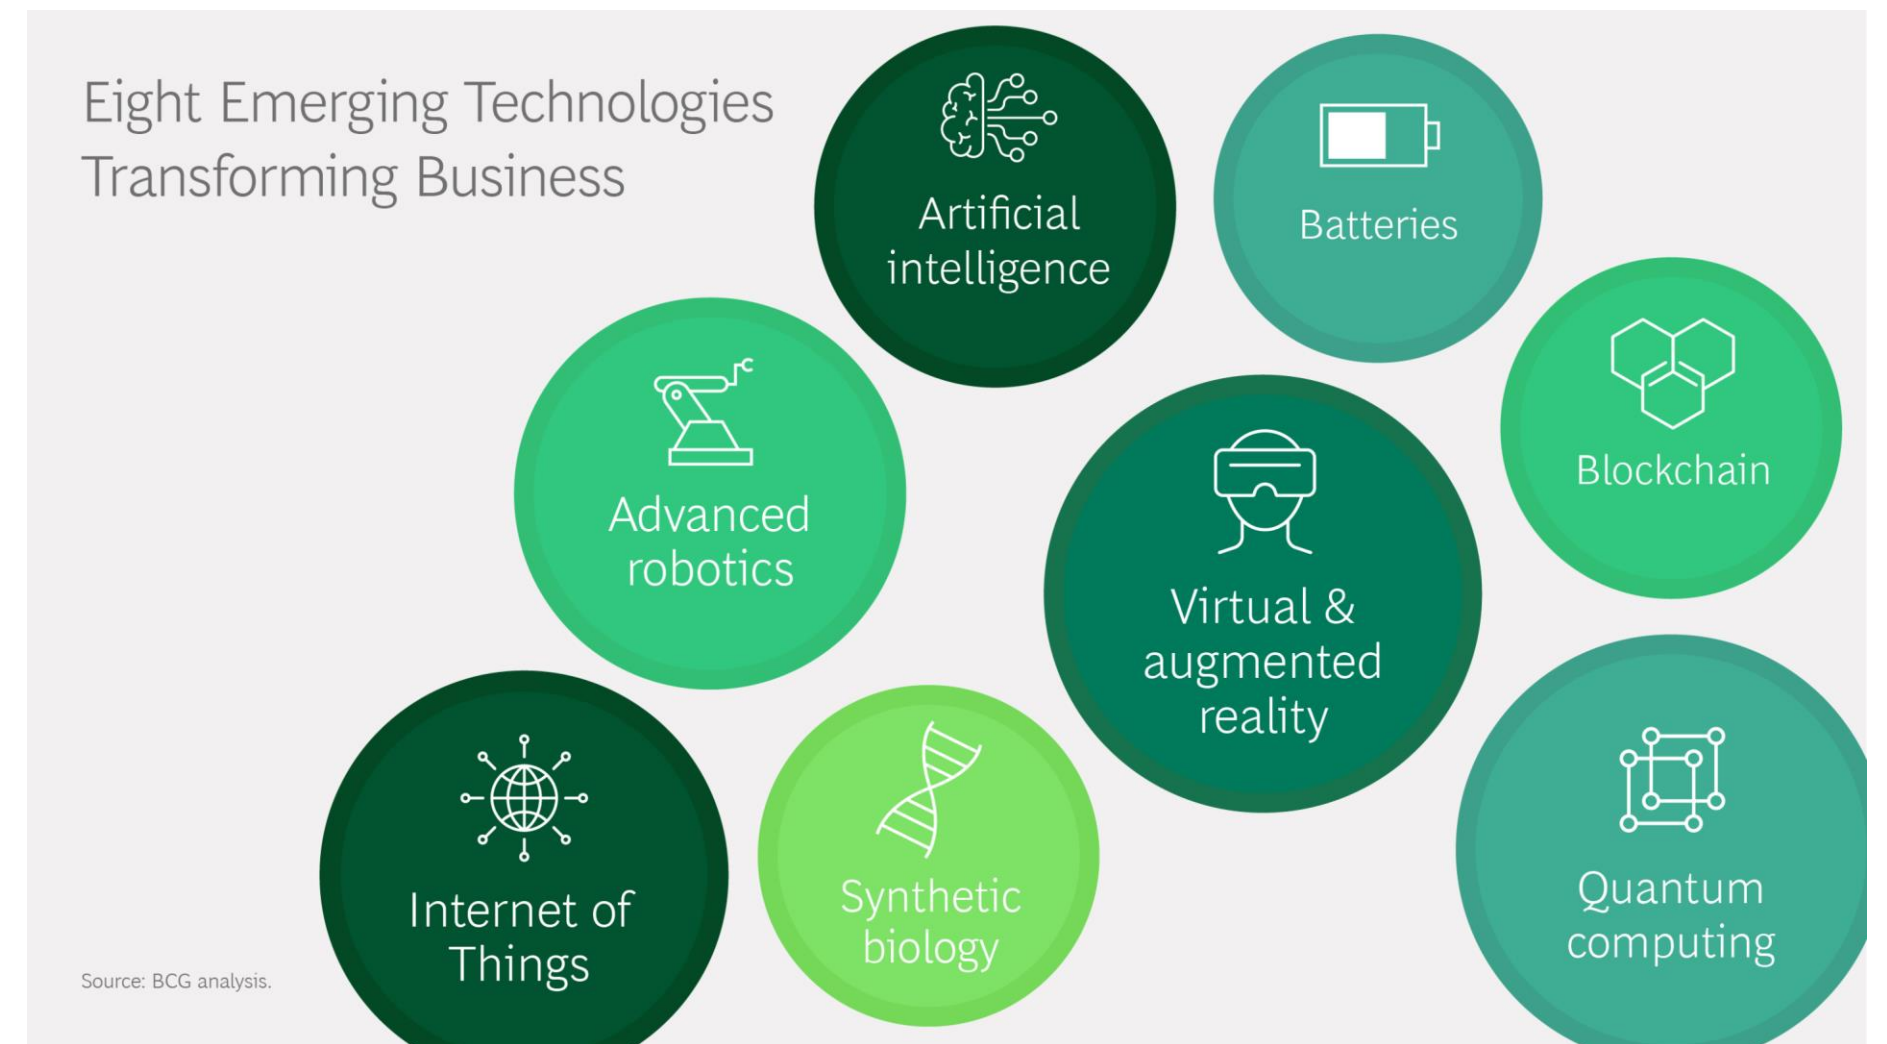 Eight Emerging Technologies
Transforming Business
Artificial
intelligence
Batteries
Blockchain
Advanced
robotics
Virtual &
augmented
reality
Internet of
Things
Synthetic
biology
Quantum
computing
Source: BCG analysis.